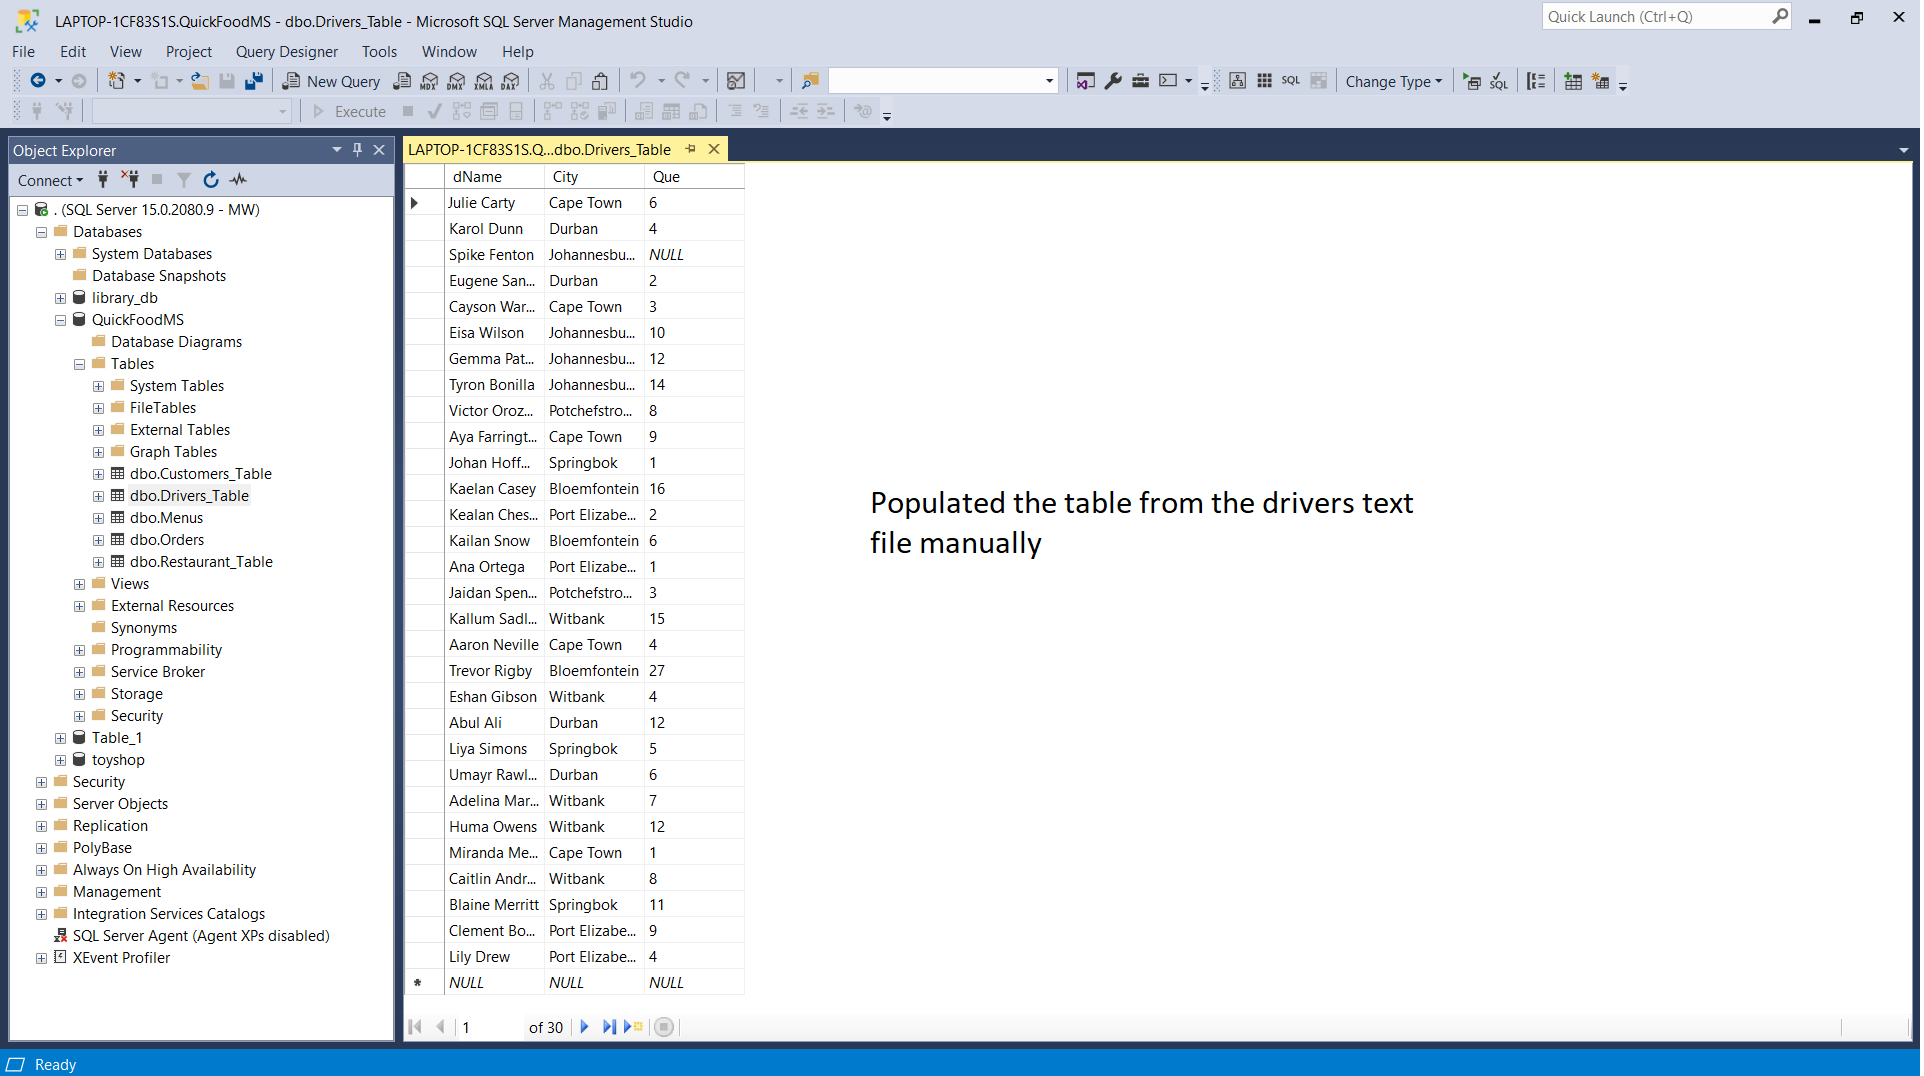 LAPTOP-1CF83S1S.QuickFoodMS - dbo.Drivers_Table - Microsoft SQL Server Management Studio
Quick Launch (Ctrl+Q)
File Edit View Project Query Designer Tools Window Help
New Query MDX DMX XMLA DAX SQL Change Type SQL
Execute
Object Explorer
Connect
. (SQL Server 15.0.2080.9 - MW)
Databases
System Databases
Database Snapshots
library_db
QuickFoodMS
Database Diagrams
Tables
System Tables
FileTables
External Tables
Graph Tables
dbo.Customers_Table
dbo.Drivers_Table
dbo.Menus
dbo.Orders
dbo.Restaurant_Table
Views
External Resources
Synonyms
Programmability
Service Broker
Storage
Security
Table_1
toyshop
Security
Server Objects
Replication
PolyBase
Always On High Availability
Management
Integration Services Catalogs
SQL Server Agent (Agent XPs disabled)
XEvent Profiler
LAPTOP-1CF83S1S.Q...dbo.Drivers_Table
dName City Que
Julie Carty Cape Town 6
Karol Dunn Durban 4
Spike Fenton Johannesbu... NULL
Eugene San... Durban 2
Cayson War... Cape Town 3
Eisa Wilson Johannesbu... 10
Gemma Pat... Johannesbu... 12
Tyron Bonilla Johannesbu... 14
Victor Oroz... Potchefstro... 8
Aya Farringt... Cape Town 9
Johan Hoff... Springbok 1
Kaelan Casey Bloemfontein 16
Kealan Ches... Port Elizabe... 2
Kailan Snow Bloemfontein 6
Ana Ortega Port Elizabe... 1
Jaidan Spen... Potchefstro... 3
Kallum Sadl... Witbank 15
Aaron Neville Cape Town 4
Trevor Rigby Bloemfontein 27
Eshan Gibson Witbank 4
Abul Ali Durban 12
Liya Simons Springbok 5
Umayr Rawl... Durban 6
Adelina Mar... Witbank 7
Huma Owens Witbank 12
Miranda Me... Cape Town 1
Caitlin Andr... Witbank 8
Blaine Merritt Springbok 11
Clement Bo... Port Elizabe... 9
Lily Drew Port Elizabe... 4
NULL NULL NULL
1 of 30
Populated the table from the drivers text
file manually
Ready